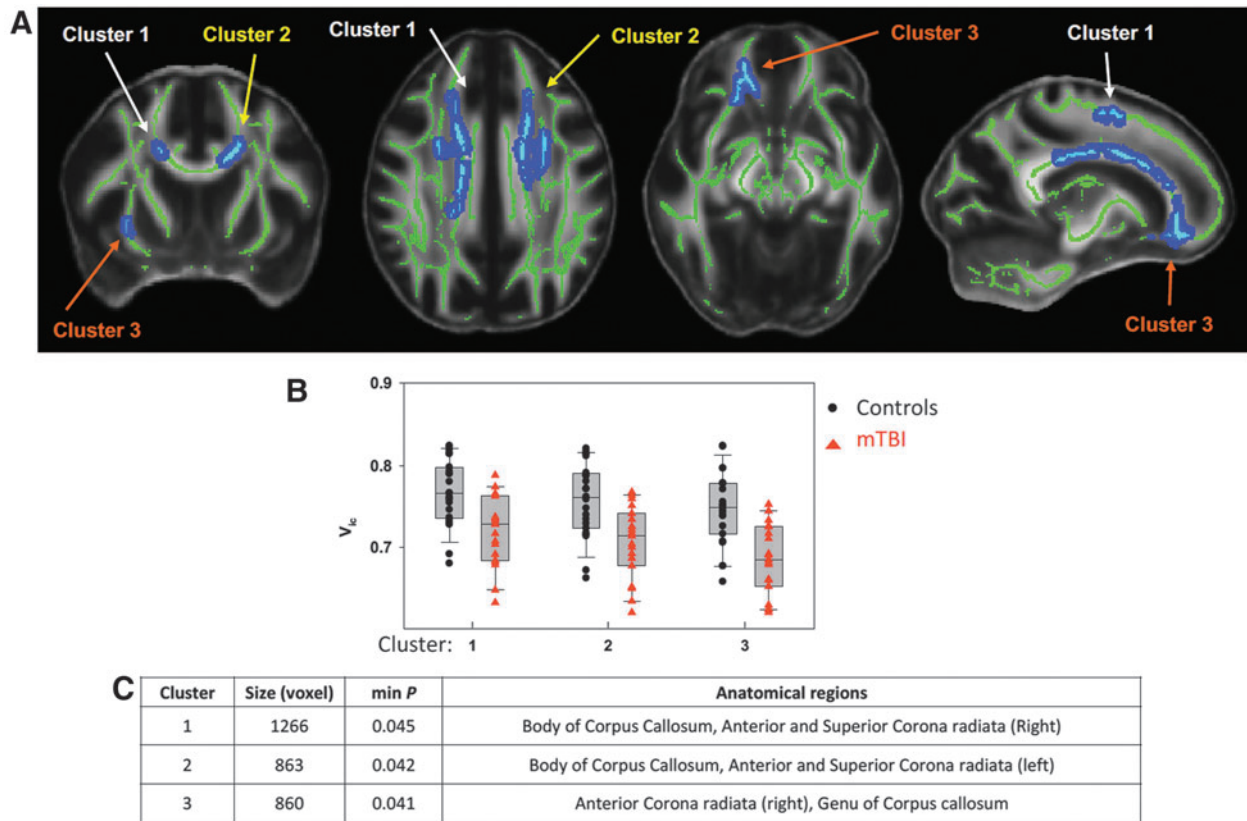 A
Cluster 1
Cluster 2
Cluster 1
Cluster 2
Cluster 3
Cluster 1
Cluster 3
Cluster 3
B
0.9
0.8
0.7
Vic
Controls
mTBI
Cluster: 1 2 3
C
Cluster Size (voxel) min P Anatomical regions
1 1266 0.045 Body of Corpus Callosum, Anterior and Superior Corona radiata (Right)
2 863 0.042 Body of Corpus Callosum, Anterior and Superior Corona radiata (left)
3 860 0.041 Anterior Corona radiata (right), Genu of Corpus callosum